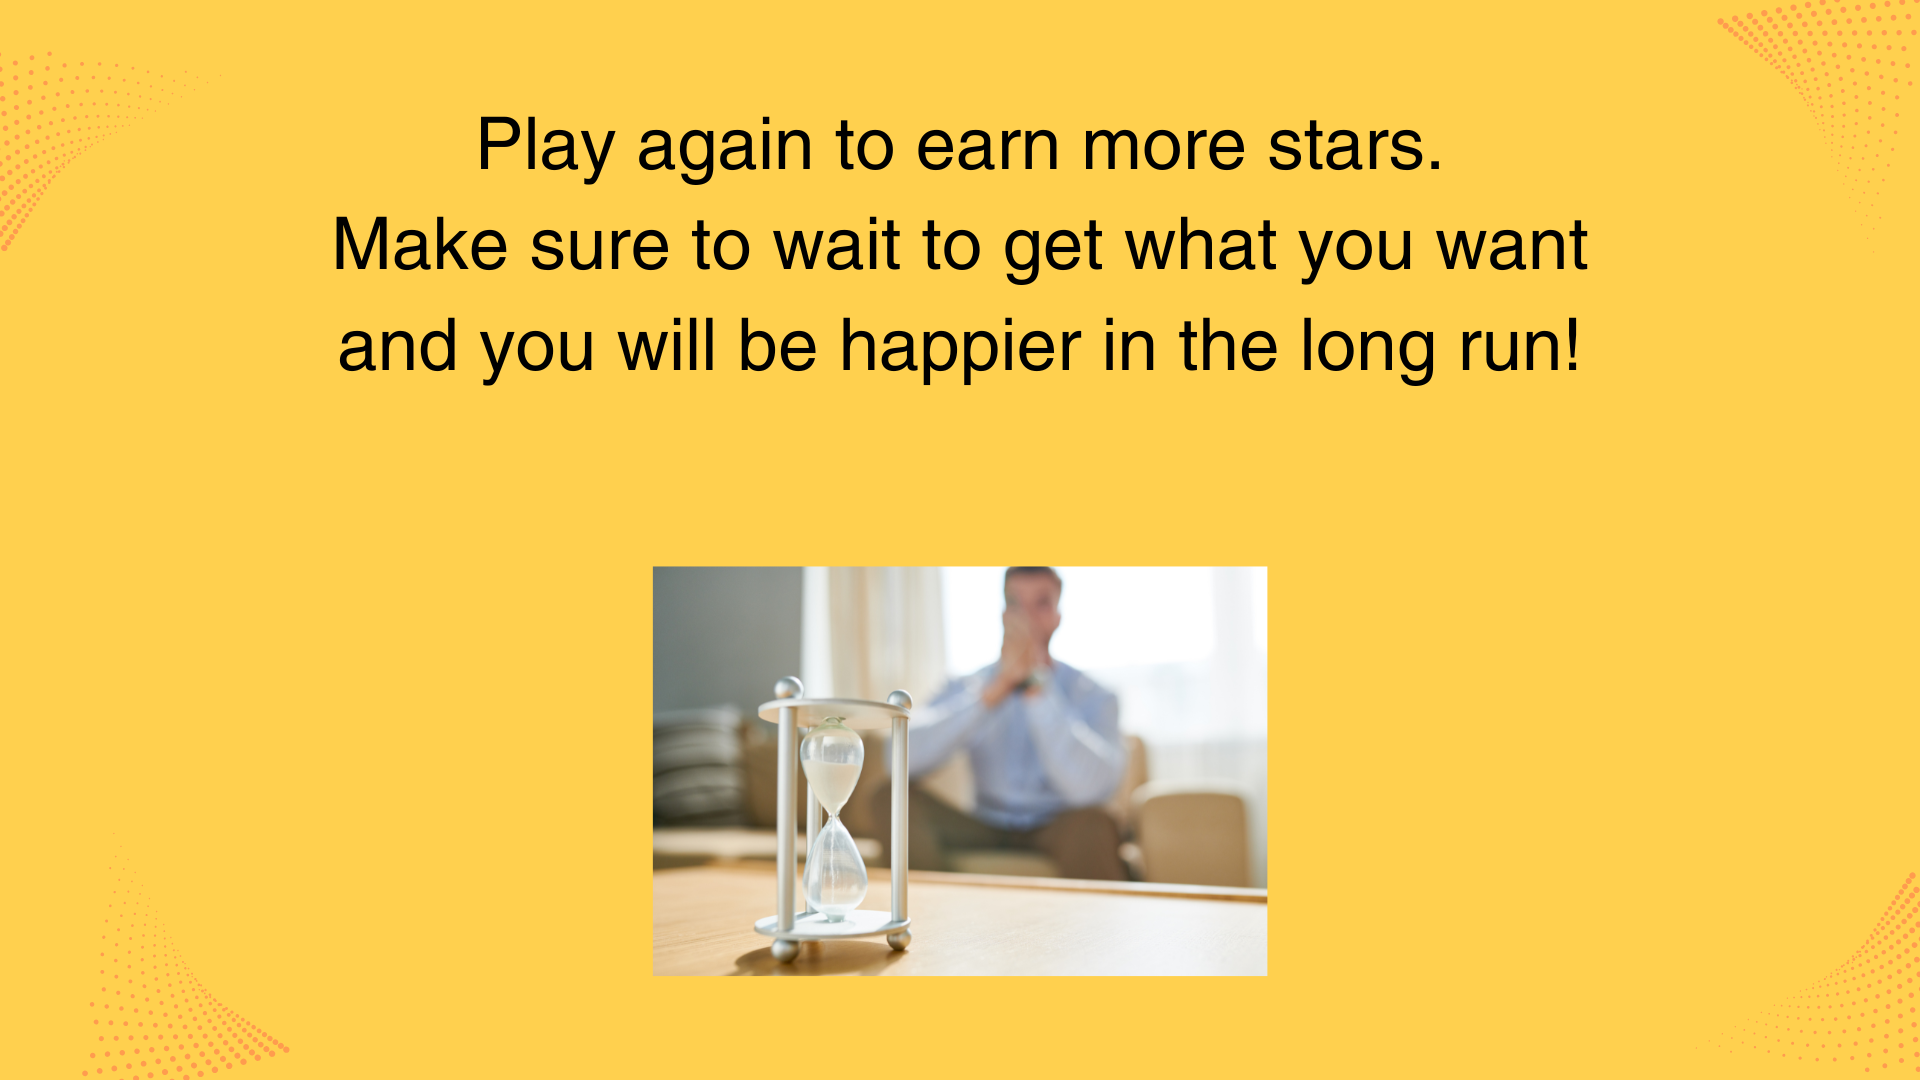 Play again to earn more stars.
Make sure to wait to get what you want
and you will be happier in the long run!